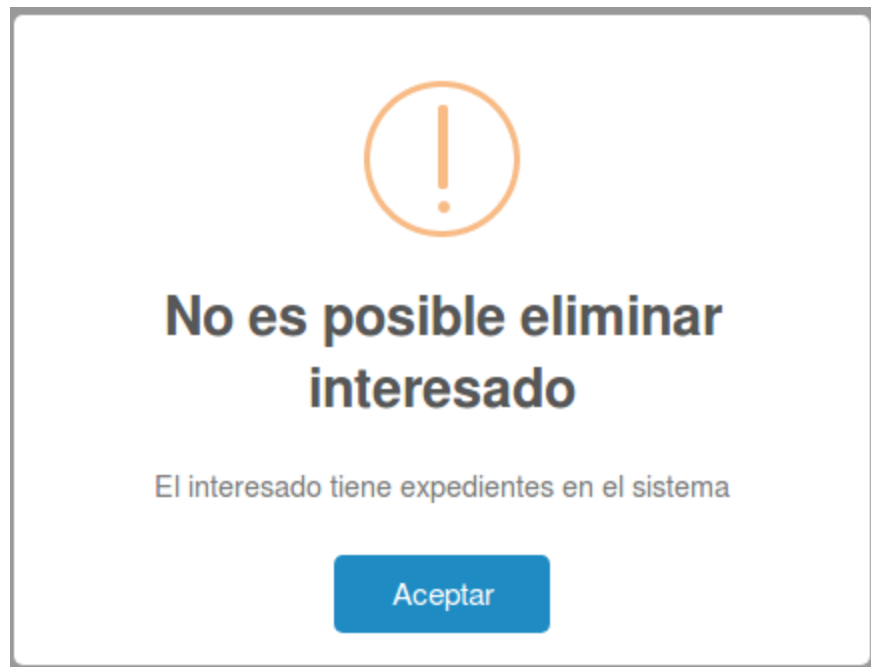 No es posible eliminar
interesado
El interesado tiene expedientes en el sistema
Aceptar